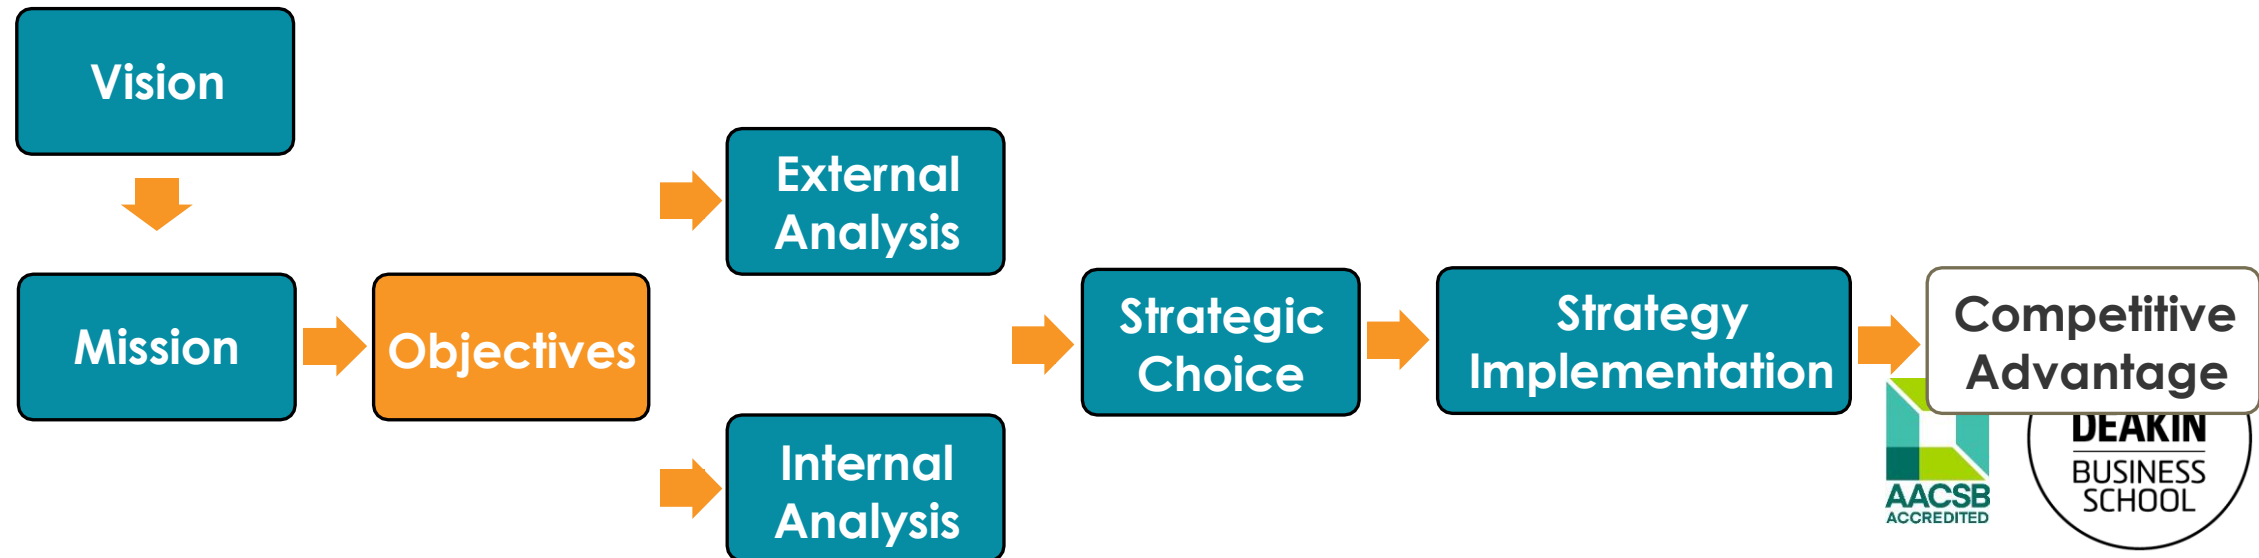 Vision
Mission
Objectives
External
Analysis
Internal
Analysis
Strategic
Choice
Strategy
Implementation
Competitive
Advantage
AACSB
ACCREDITED
DEAKIN
BUSINESS
SCHOOL